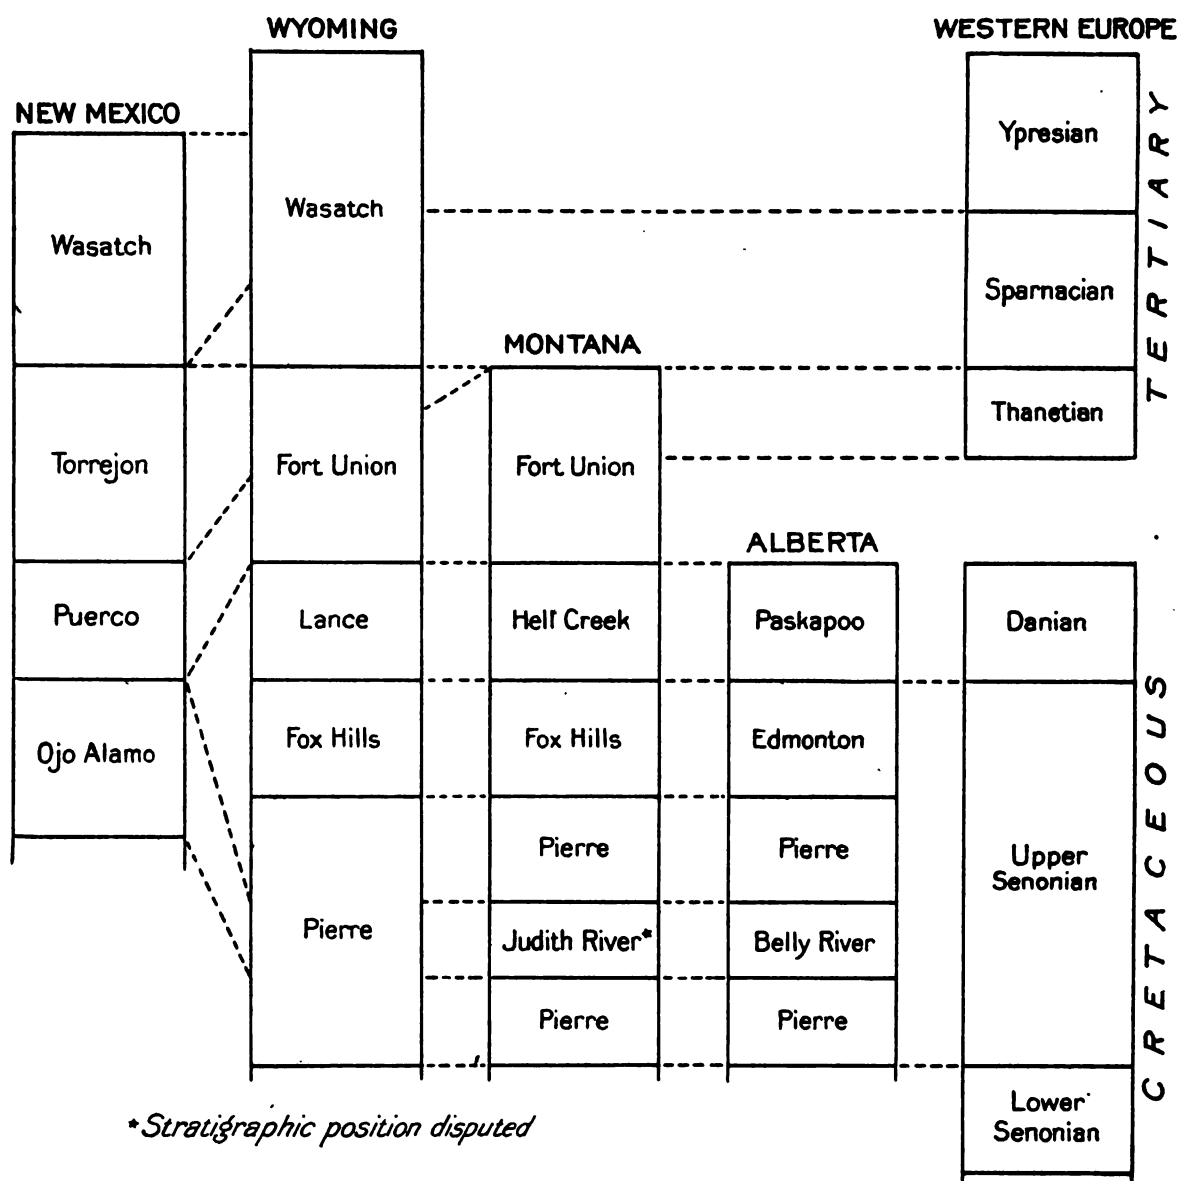 NEW MEXICO
Wasatch
Torrejon
Puerco
Ojo Alamo
WYOMING
Wasatch
Fort Union
Lance
Fox Hills
Pierre
MONTANA
Fort Union
Hell Creek
Fox Hills
Pierre
Judith River*
Pierre
ALBERTA
Paskapoo
Edmonton
Pierre
Belly River
Pierre
WESTERN EUROPE
Ypresian
Sparnacian
Thanetian
Danian
Upper
Senonian
Lower
Senonian
TERTIARY
CRETACEOUS
*Stratigraphic position disputed